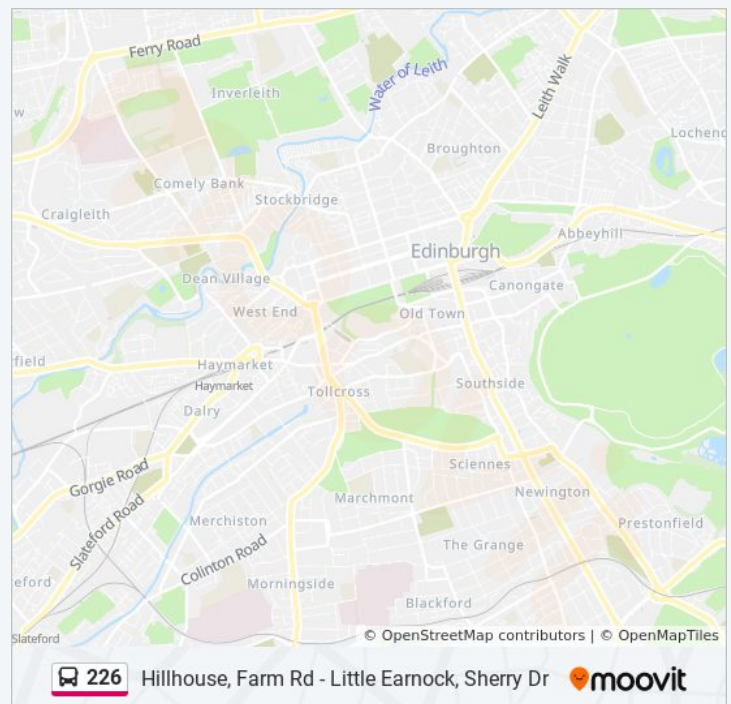 Ferry Road
Inverleith
Water of Leith
Leith Walk
w
Lochend
Broughton
Comely Bank
Stockbridge
Craigleith
Abbeyhill
Edinburgh
Dean Village
Canongate
West End
Old Town
field
Haymarket
Haymarket
Southside
Tollcross
Dalry
Sciennes
Gorgie Road
Newington
Marchmont
Slateford Road
Merchiston
Prestonfield
The Grange
Colinton Road
eford
Morningside
Blackford
Slateford
© OpenStreetMap contributors | © OpenMapTiles
226 Hillhouse, Farm Rd - Little Earnock, Sherry Dr moovit